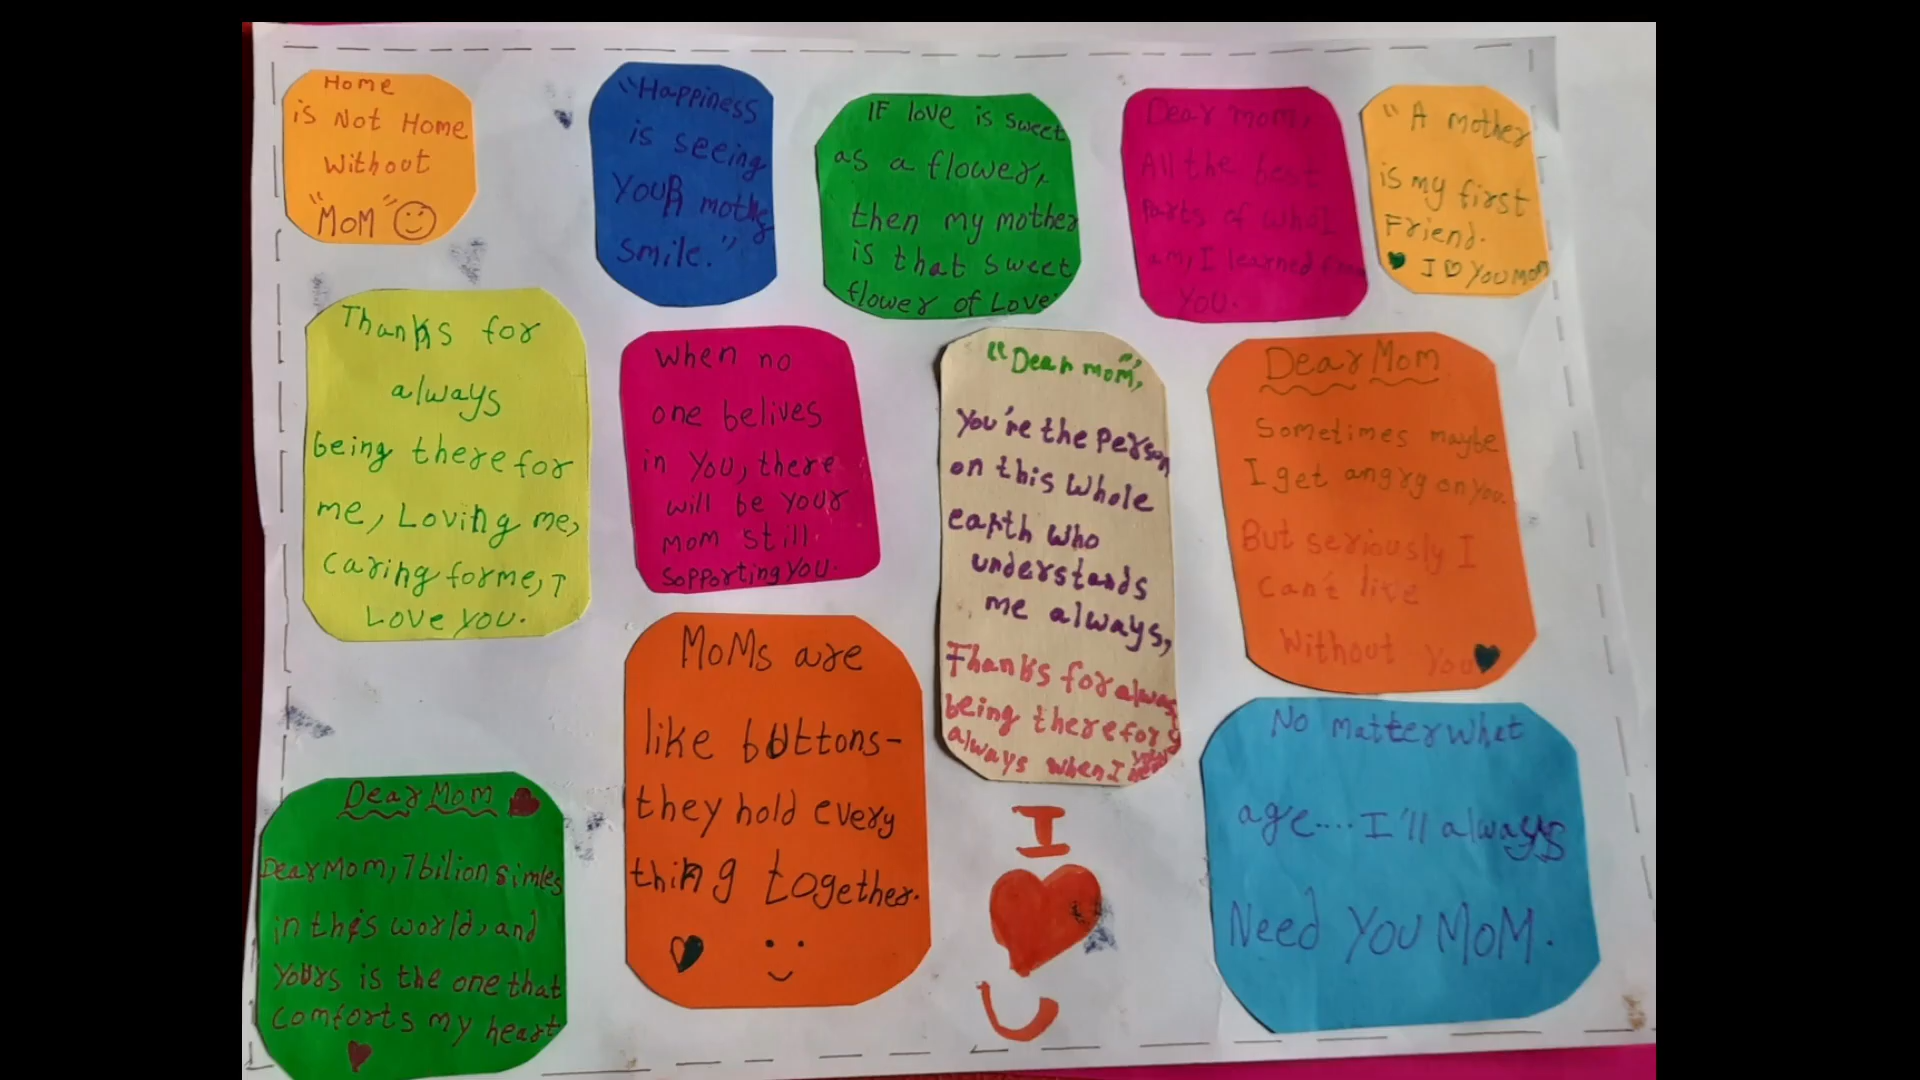 Home
is Not Home
Without
"MOM"
"Happiness
is seeing
YOUR mother
smile."
IF love is sweet
as a flower,
then my mother
is that sweet
flower of Love.
Dear mom,
All the best
Parts of who I
am, I learned from
YOU.
"A mother
is my first
Friend.
I ♡ YOU MOM
Thanks for
always
being there for
me, Loving me,
caring for me, I
Love you.
When no
one belives
in You, there
will be your
Mom still
sopporting YOU.
"Dear mom",
You're the Person
on this Whole
earth Who
understands
me always,
Thanks for always
being there for
always when I
Dear Mom
Sometimes maybe
I get angrg on you.
But seriously I
Can't live
Without You
Dear Mom
Dear Mom, 7 bilion simles
in this world, and
yours is the one that
comforts my heart
MoMs are
like buttons-
they hold every
thing together.
I
U
No matter what
age.... I'll always
Need YOU MOM.